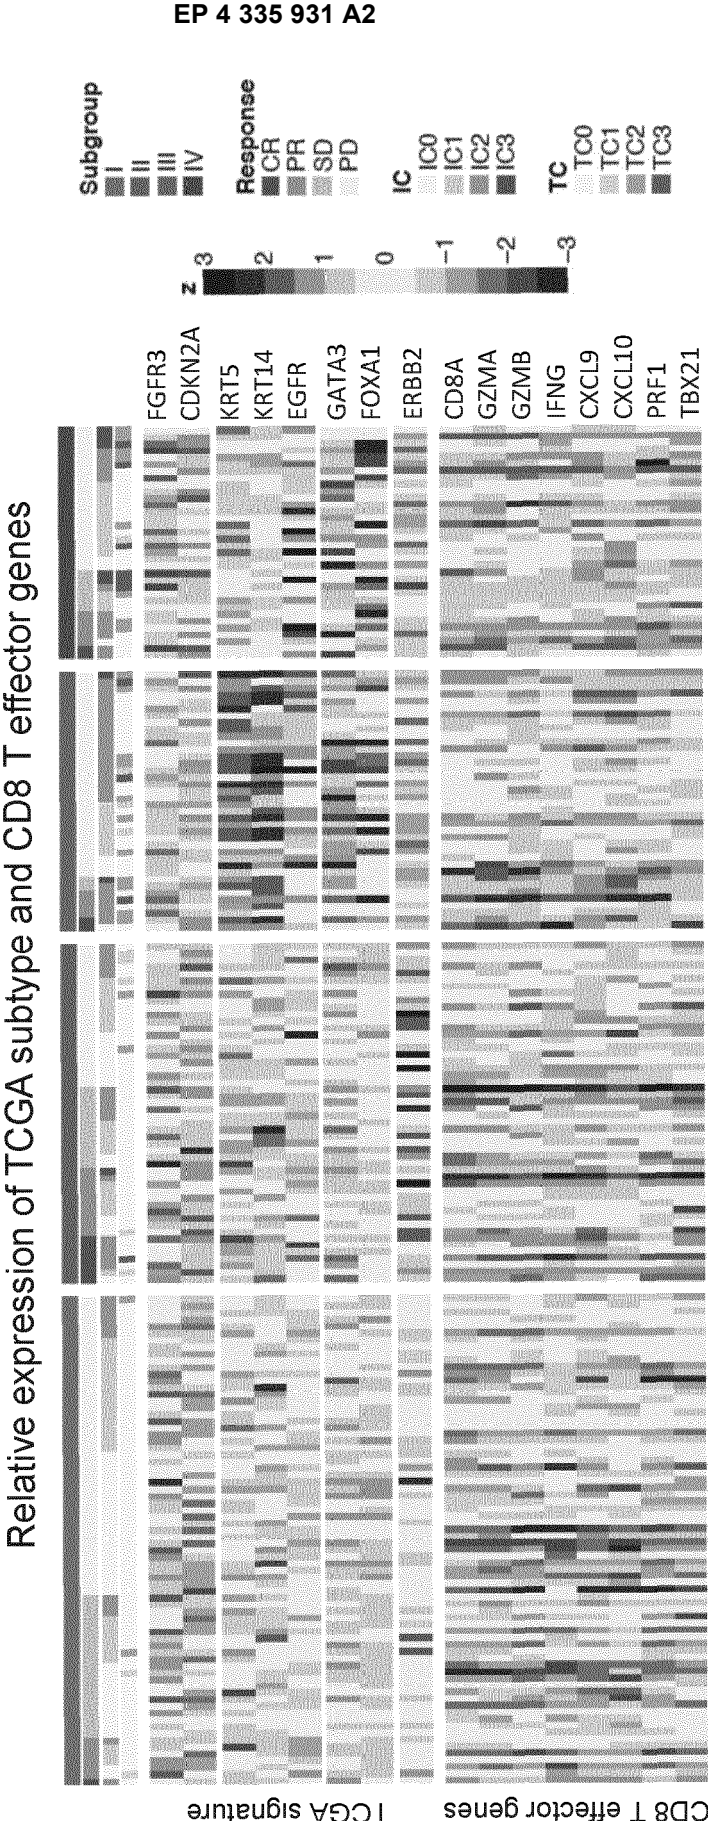 EP 4 335 931 A2
Relative expression of TCGA subtype and CD8 T effector genes
Subgroup
I
II
III
IV
Response
CR
PR
SD
PD
IC
IC0
IC1
IC2
IC3
TC
TC0
TC1
TC2
TC3
z
3
2
1
0
−1
−2
−3
FGFR3
CDKN2A
KRT5
KRT14
EGFR
GATA3
FOXA1
ERBB2
CD8A
GZMA
GZMB
IFNG
CXCL9
CXCL10
PRF1
TBX21
TCGA signature
CD8 T effector genes